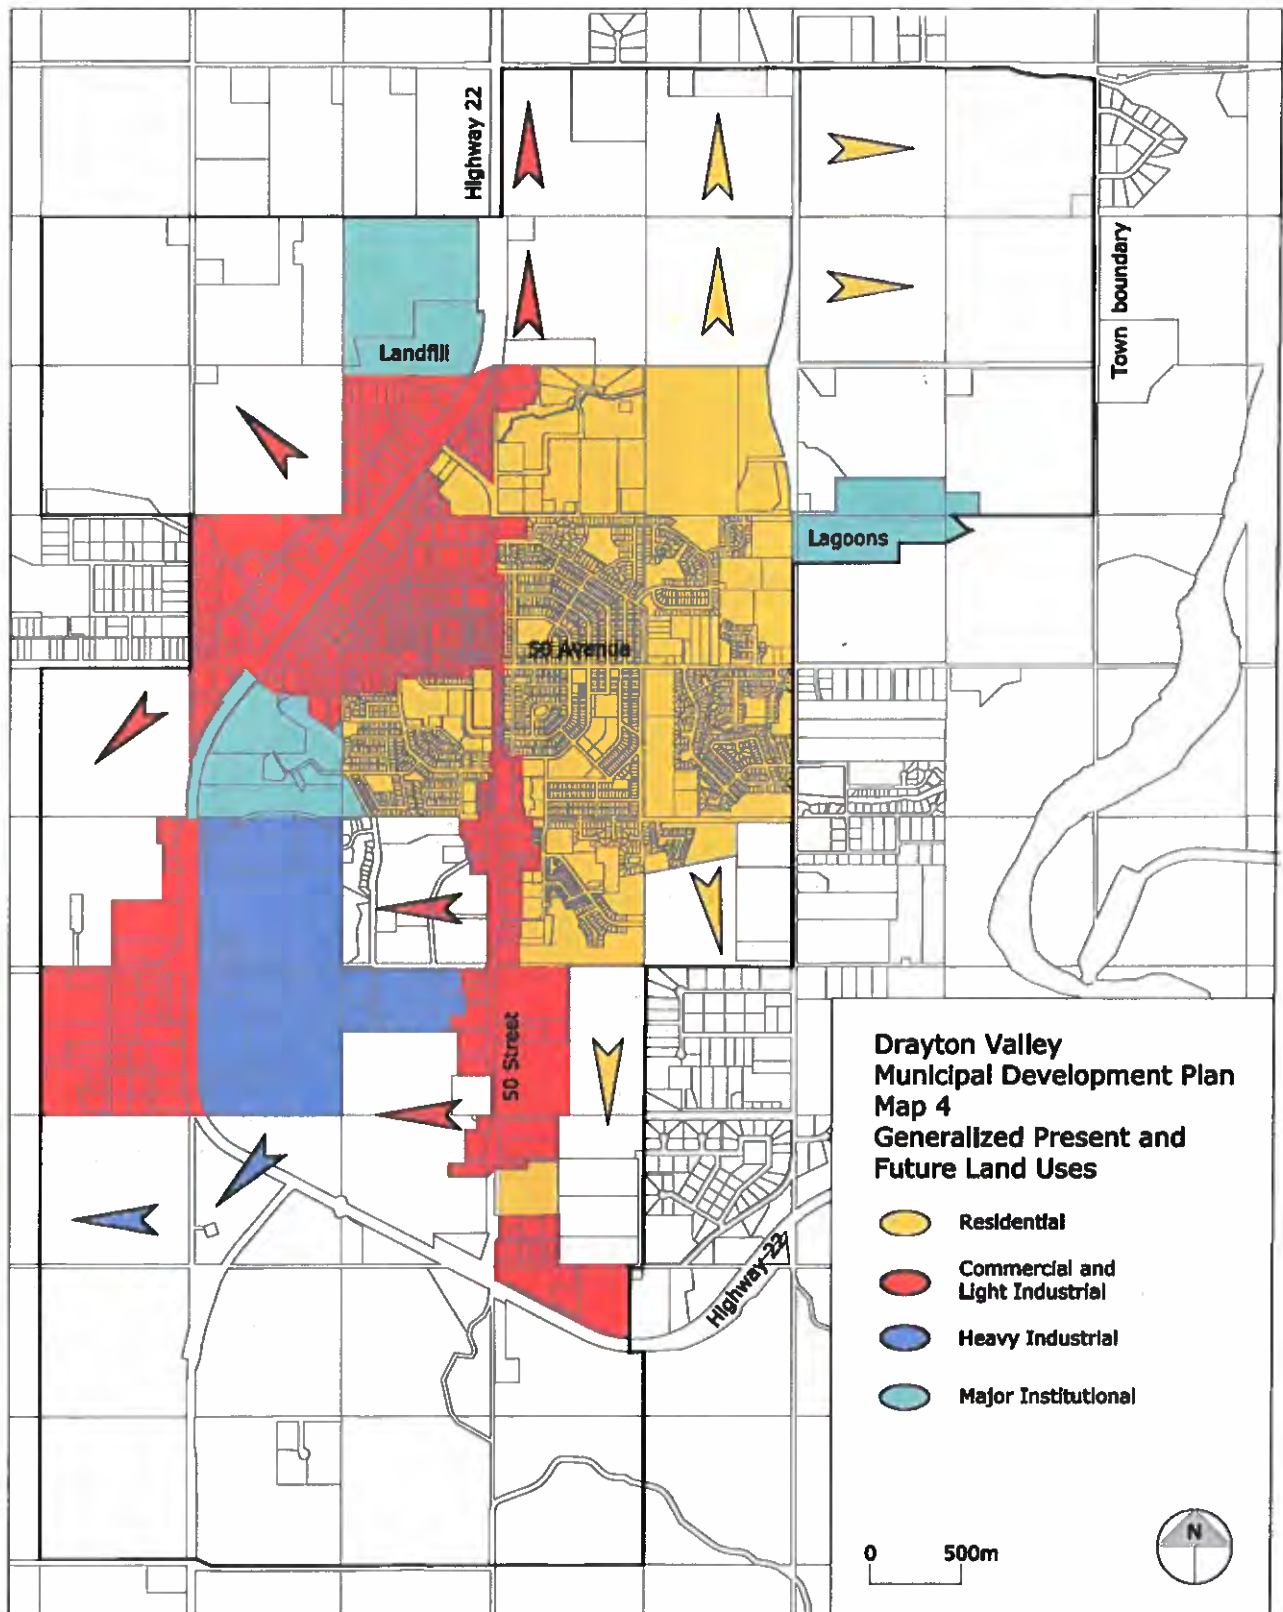 Highway 22
Town boundary
Landfill
Lagoons
50 Avenue
50 Street
Highway 22
Drayton Valley
Municipal Development Plan
Map 4
Generalized Present and
Future Land Uses
Residential
Commercial and
Light Industrial
Heavy Industrial
Major Institutional
0 500m
N